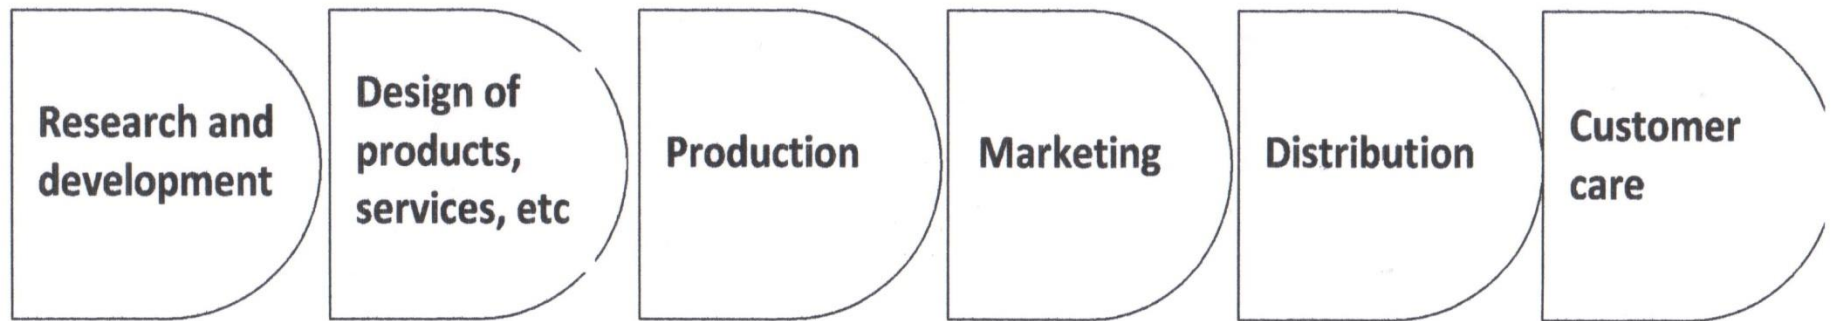 Research and
development
Design of
products,
services, etc
Production
Marketing
Distribution
Customer
care